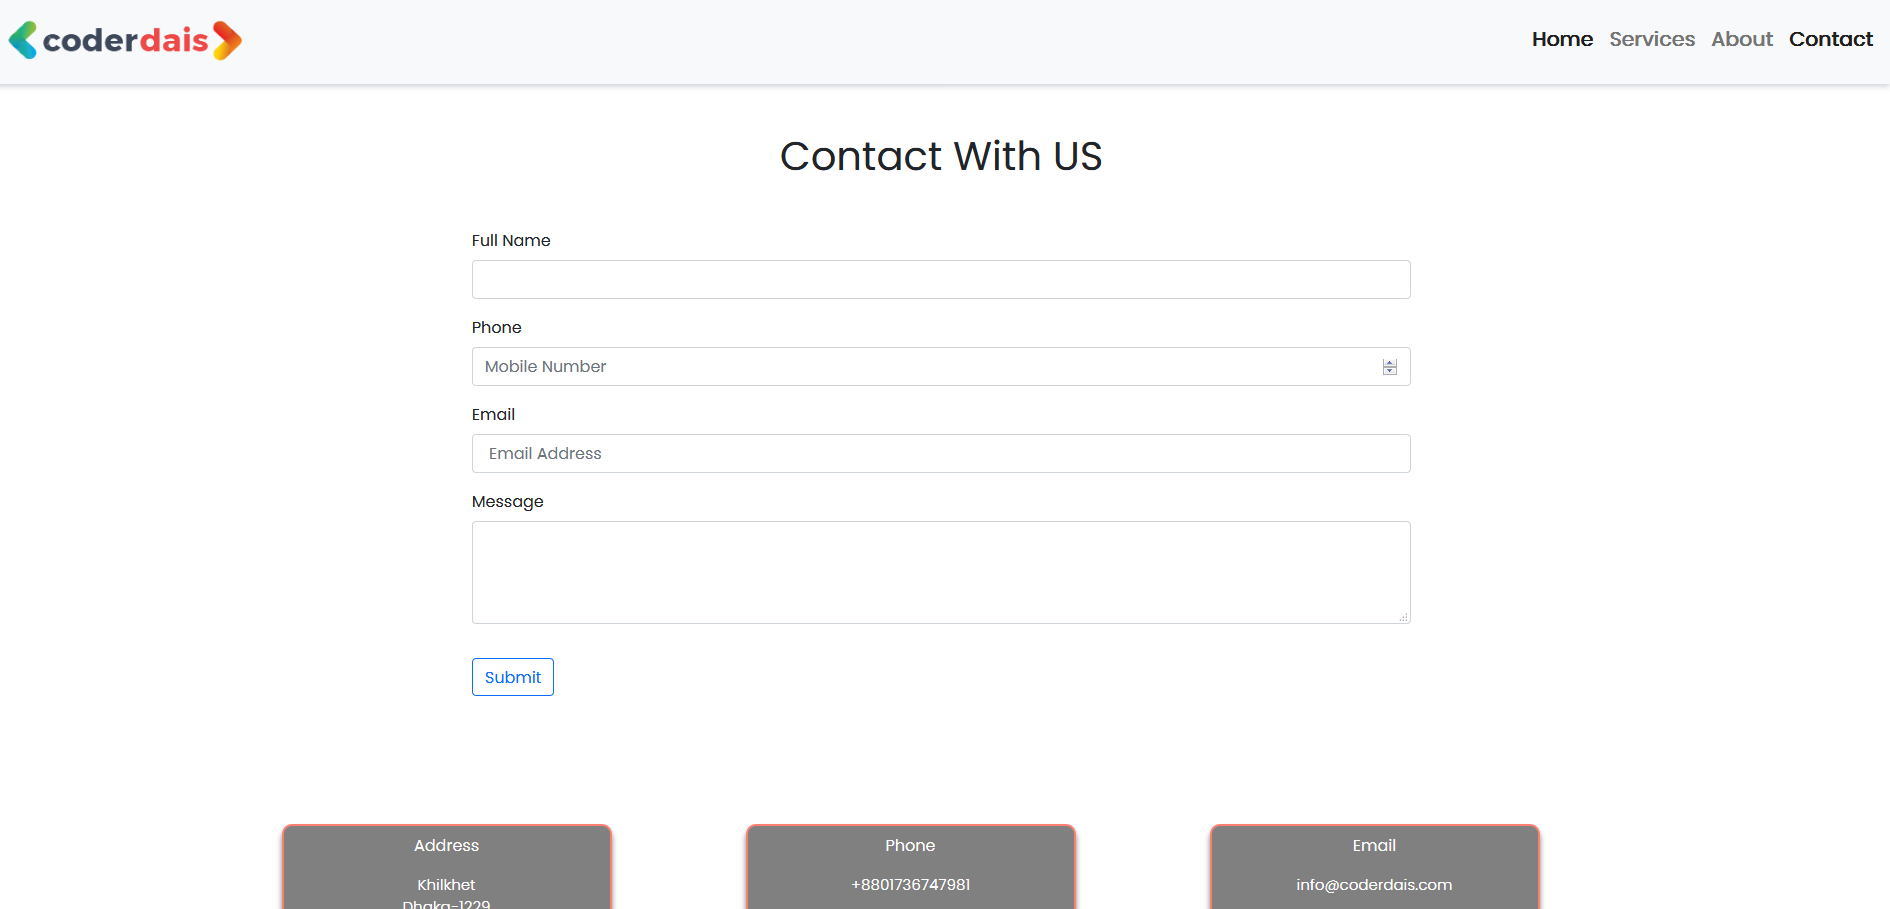 coderdais
Home Services About Contact
Contact With US
Full Name
Phone
Mobile Number
Email
Email Address
Message
Submit
Address
Khilkhet
Dhaka-1229
Phone
+8801736747981
Email
info@coderdais.com